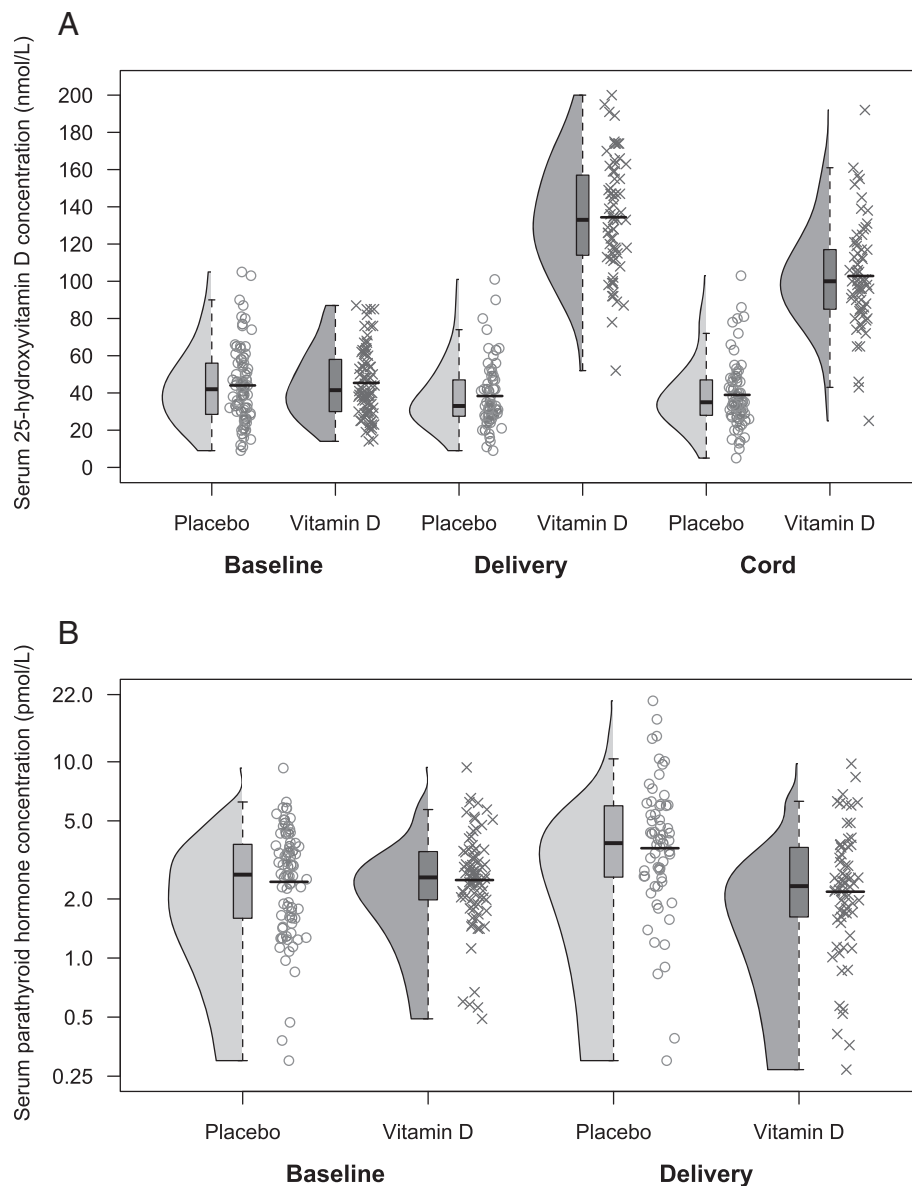 A
Serum 25-hydroxyvitamin D concentration (nmol/L)
200
180
160
140
120
100
80
60
40
20
0
Placebo Vitamin D Placebo Vitamin D Placebo Vitamin D
Baseline Delivery Cord
B
Serum parathyroid hormone concentration (pmol/L)
22.0
10.0
5.0
2.0
1.0
0.5
0.25
Placebo Vitamin D Placebo Vitamin D
Baseline Delivery